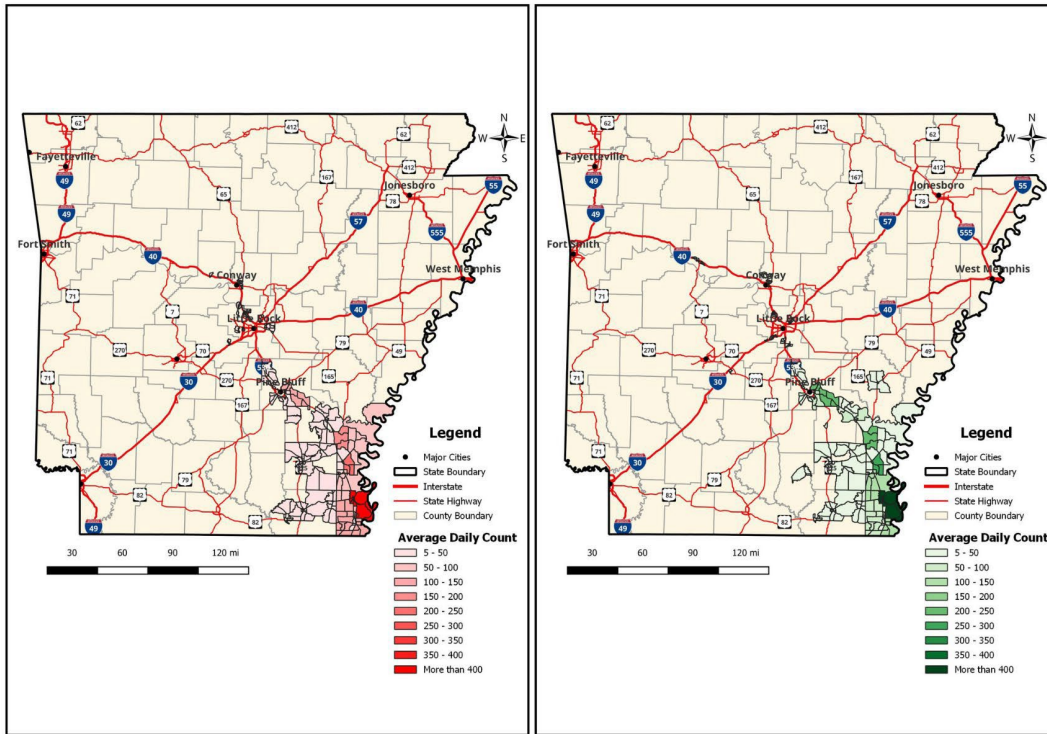 N
W E
S
62
412
62
Fayetteville
412
167
Jonesboro
55
49
65
78
49
57
555
Fort Smith
40
Conway
West Memphis
71
7
Little Rock
40
79
270
70
49
71
30
270
165
Pine Bluff
167
71
30
79
82
82
49
Legend
Major Cities
State Boundary
Interstate
State Highway
County Boundary
Average Daily Count
5 - 50
50 - 100
100 - 150
150 - 200
200 - 250
250 - 300
300 - 350
350 - 400
More than 400
30 60 90 120 mi
N
W E
S
62
412
62
Fayetteville
412
167
Jonesboro
55
49
65
78
49
57
555
Fort Smith
40
Conway
West Memphis
71
7
Little Rock
40
79
270
70
49
71
30
270
165
Pine Bluff
167
71
30
79
82
82
49
Legend
Major Cities
State Boundary
Interstate
State Highway
County Boundary
Average Daily Count
5 - 50
50 - 100
100 - 150
150 - 200
200 - 250
250 - 300
300 - 350
350 - 400
More than 400
30 60 90 120 mi